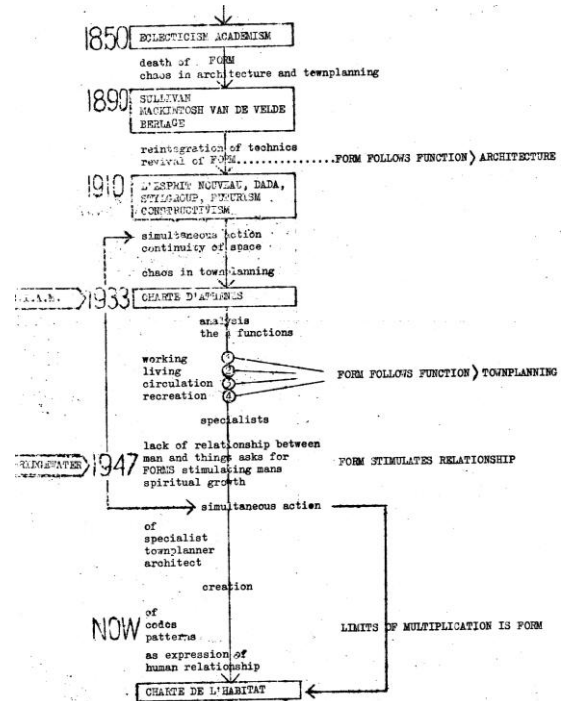 1850 ECLECTICISM ACADEMISM
death of FORM
chaos in architecture and townplanning
1890 SULLIVAN
MACKINTOSH VAN DE VELDE
BERLAGE
reintegration of technics
revival of FORM................ FORM FOLLOWS FUNCTION > ARCHITECTURE
1910 L'ESPRIT NOUVEAU, DADA,
STYLGROUP, FUTURISM
CONSTRUCTIVISM
simultaneous action
continuity of space
chaos in townplanning
1933 CHARTE D'ATHENES
analysis
the functions
working 1
living 2
circulation 3
recreation 4
FORM FOLLOWS FUNCTION > TOWNPLANNING
specialists
1947 lack of relationship between
man and things asks for
FORMS stimulating mans
spiritual growth
FORM STIMULATES RELATIONSHIP
simultaneous action
of
specialist
townplanner
architect
creation
NOW of
codes
patterns
LIMITS OF MULTIPLICATION IS FORM
as expression of
human relationship
CHARTE DE L'HABITAT